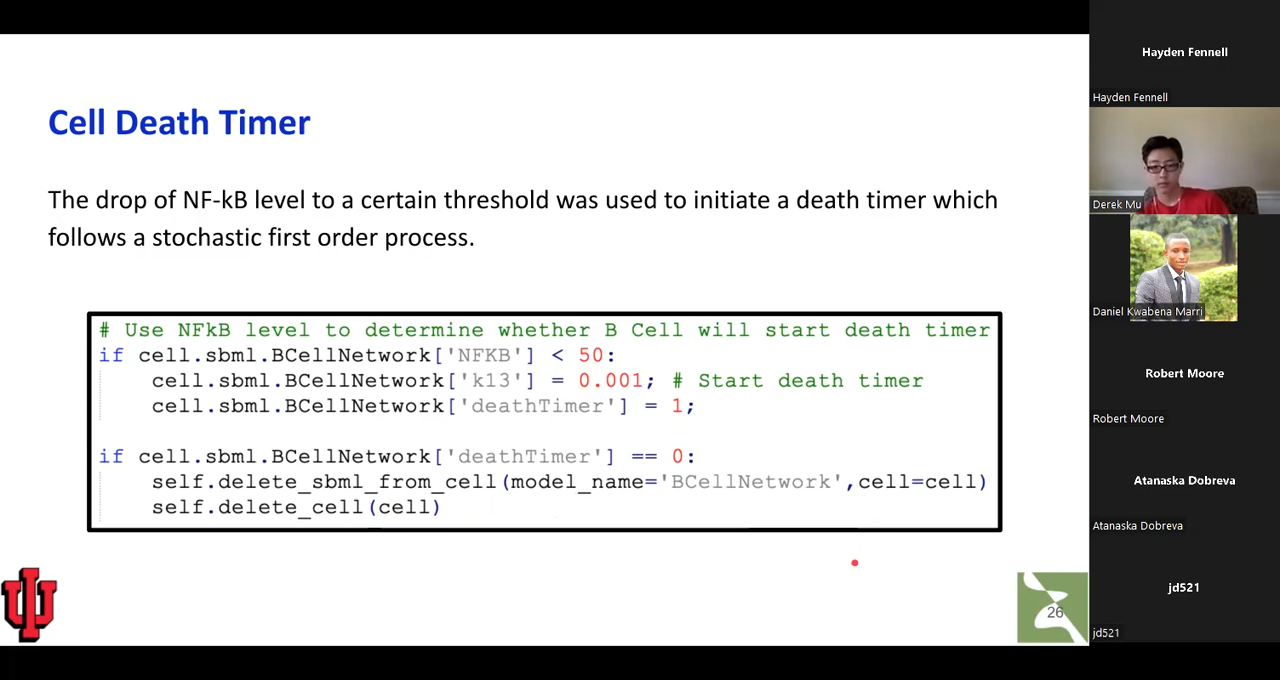 Cell Death Timer
The drop of NF-kB level to a certain threshold was used to initiate a death timer which
follows a stochastic first order process.
# Use NFkB level to determine whether B Cell will start death timer
if cell.sbml.BCellNetwork['NFKB'] < 50:
    cell.sbml.BCellNetwork['k13'] = 0.001; # Start death timer
    cell.sbml.BCellNetwork['deathTimer'] = 1;
if cell.sbml.BCellNetwork['deathTimer'] == 0:
    self.delete_sbml_from_cell(model_name='BCellNetwork',cell=cell)
    self.delete_cell(cell)
26
Hayden Fennell
Hayden Fennell
Derek Mu
Daniel Kwabena Marri
Robert Moore
Robert Moore
Atanaska Dobreva
Atanaska Dobreva
jd521
jd521